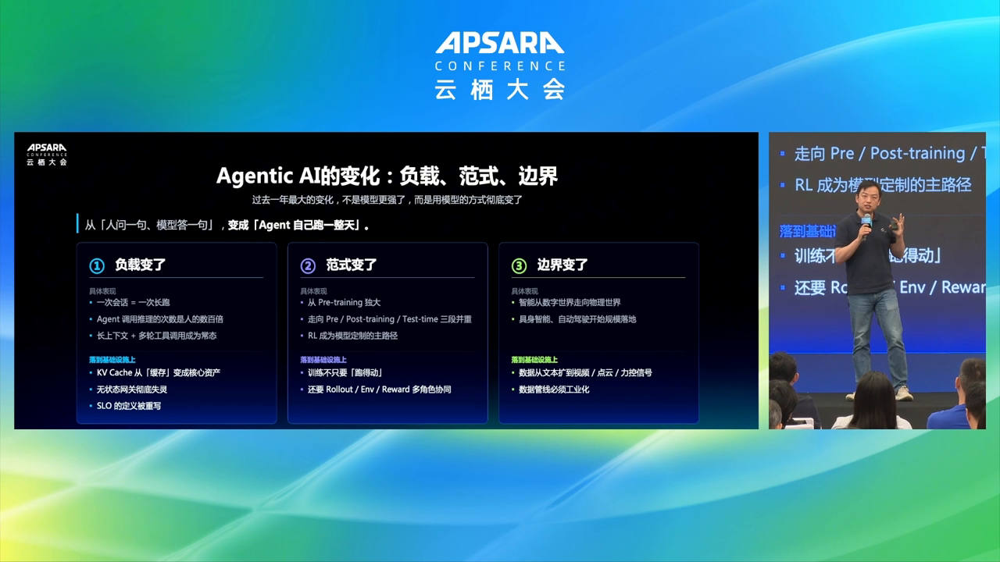 APSARA
CONFERENCE
云栖大会
APSARA
CONFERENCE
云栖大会
Agentic AI的变化：负载、范式、边界
过去一年最大的变化，不是模型更强了，而是用模型的方式彻底变了
从「人问一句、模型答一句」，变成「Agent 自己跑一整天」。
① 负载变了
具体表现
▪ 一次会话 = 一次长跑
▪ Agent 调用推理的次数是人的数百倍
▪ 长上下文 + 多轮工具调用成为常态
落到基础设施上
▪ KV Cache 从「缓存」变成核心资产
▪ 无状态网关彻底失灵
▪ SLO 的定义被重写
② 范式变了
具体表现
▪ 从 Pre-training 独大
▪ 走向 Pre / Post-training / Test-time 三段并重
▪ RL 成为模型定制的主路径
落到基础设施上
▪ 训练不只要「跑得动」
▪ 还要 Rollout / Env / Reward 多角色协同
③ 边界变了
具体表现
▪ 智能从数字世界走向物理世界
▪ 具身智能、自动驾驶开始规模落地
落到基础设施上
▪ 数据从文本扩到视频 / 点云 / 力控信号
▪ 数据管线必须工业化
▪ 走向 Pre / Post-training /
▪ RL 成为模型定制的主路径
落到基础设
▪ 训练不 跑得动」
▪ 还要 Ro Env / Rewar